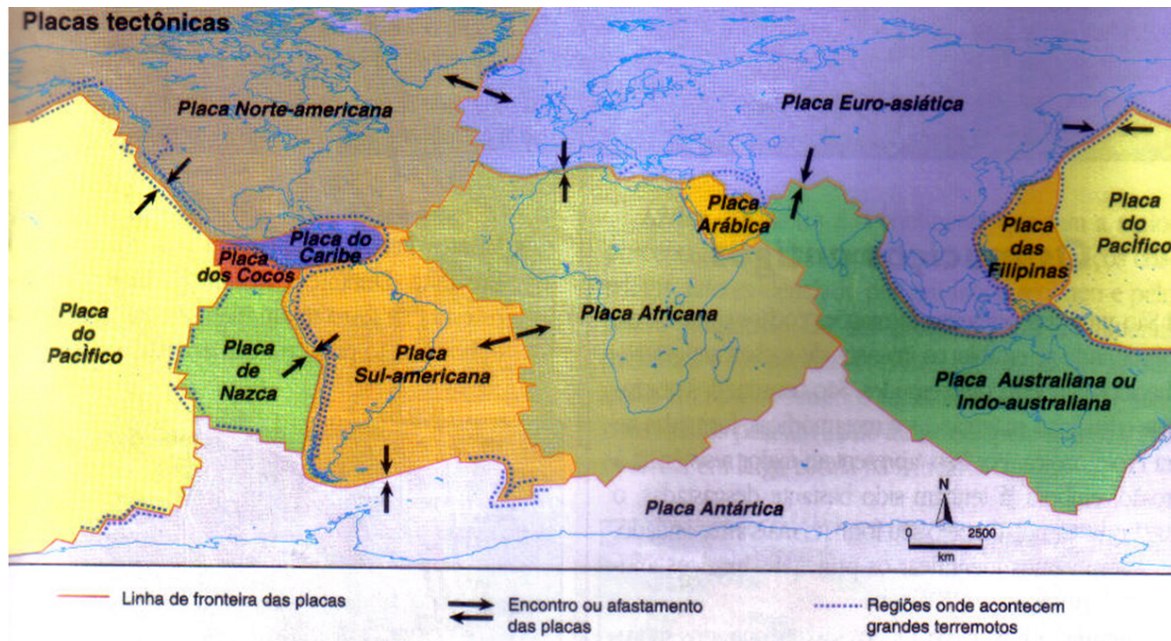 Placas tectônicas
Placa Norte-americana
Placa Euro-asiática
Placa
Arábica
Placa
das
Filipinas
Placa
do
Pacìfico
Placa do
Caribe
Placa
dos Cocos
Placa
do
Pacìfico
Placa
de
Nazca
Placa
Sul-americana
Placa Africana
Placa Australiana ou
Indo-australiana
Placa Antártica
N
0 2500
km
Linha de fronteira das placas
Encontro ou afastamento
das placas
Regiões onde acontecem
grandes terremotos